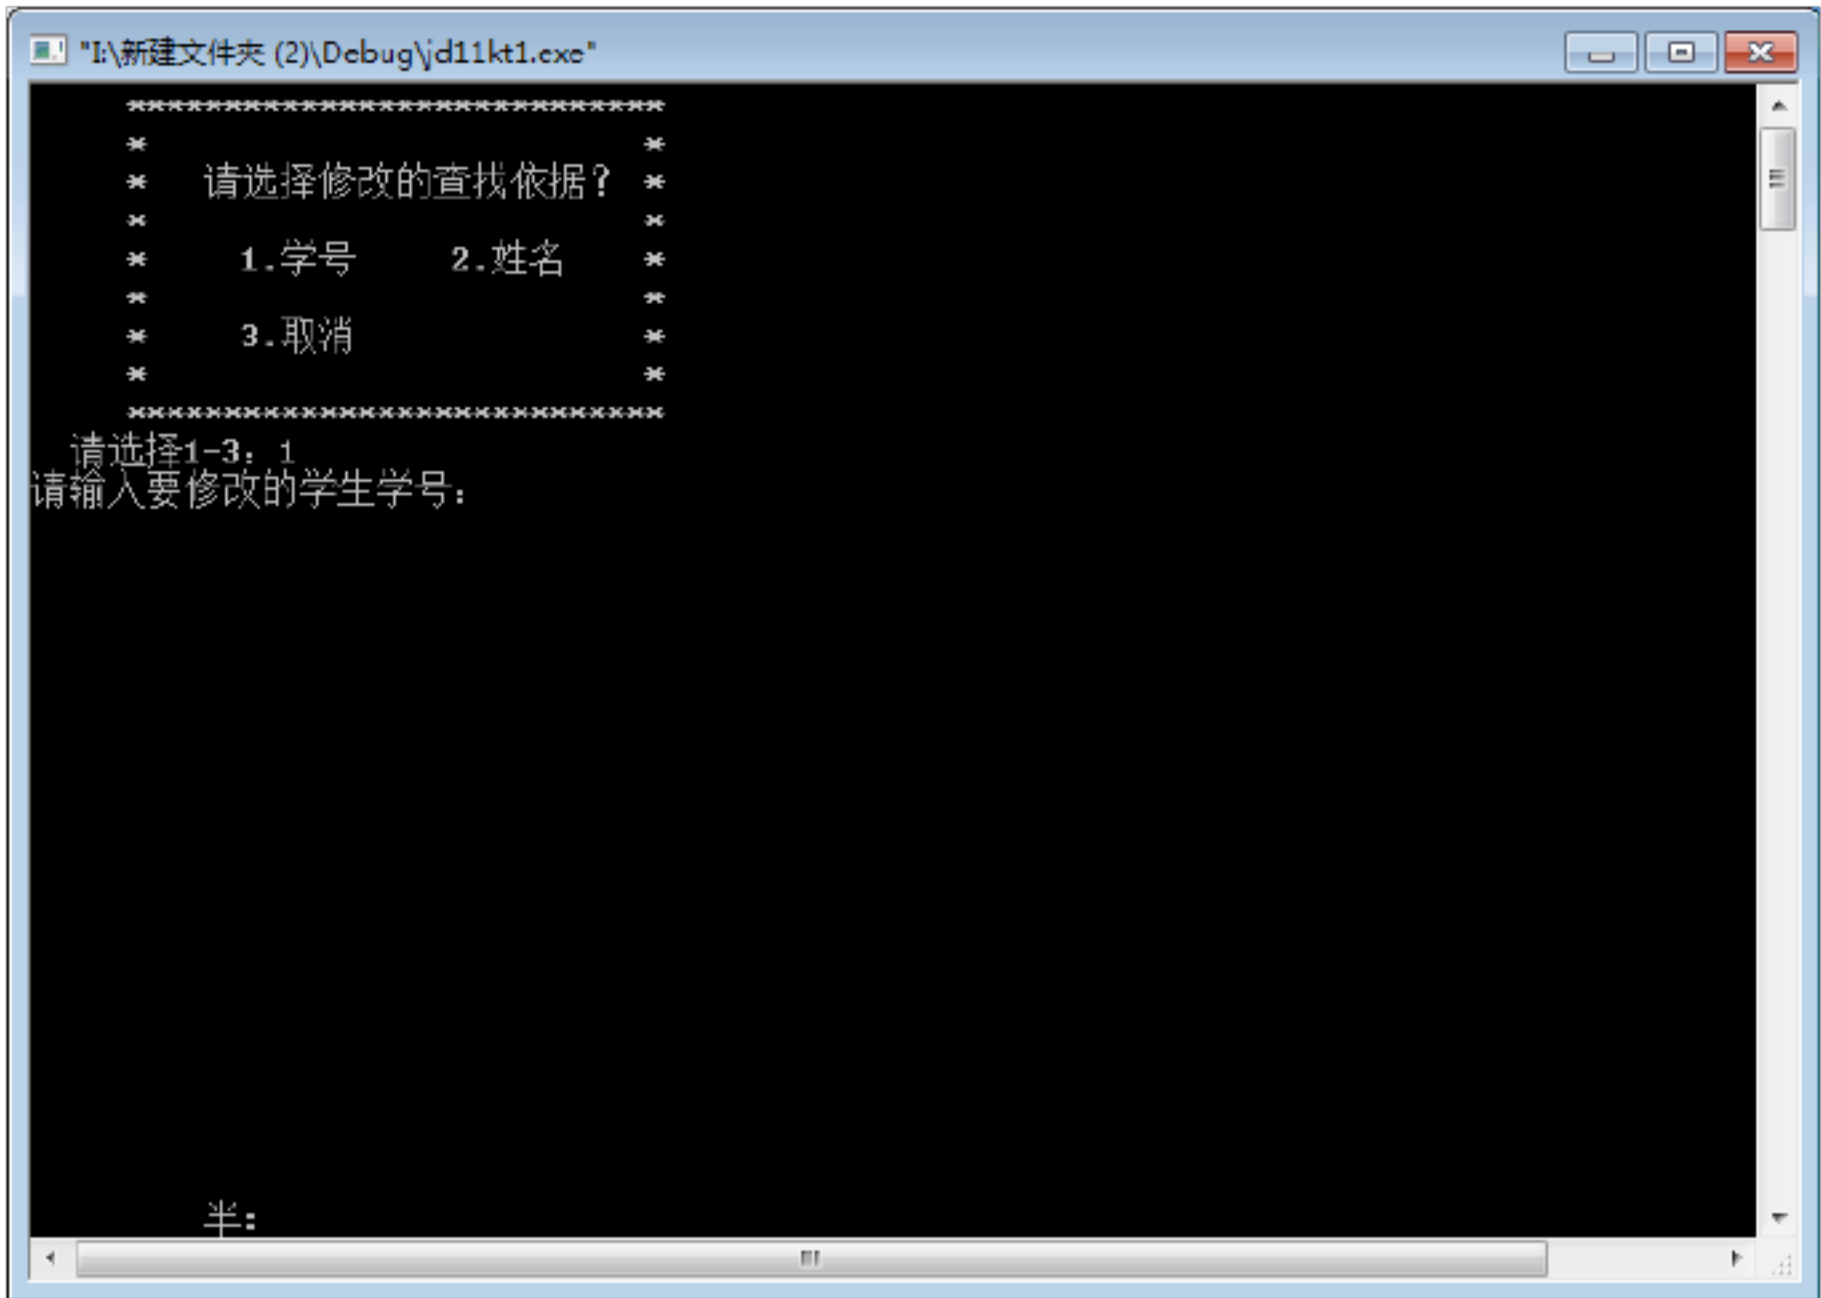 "I:\新建文件夹 (2)\Debug\jd11kt1.exe"
****************************
*                          *
*   请选择修改的查找依据? *
*                          *
*     1.学号     2.姓名    *
*                          *
*     3.取消               *
*                          *
****************************
请选择1-3：1
请输入要修改的学生学号：
半：